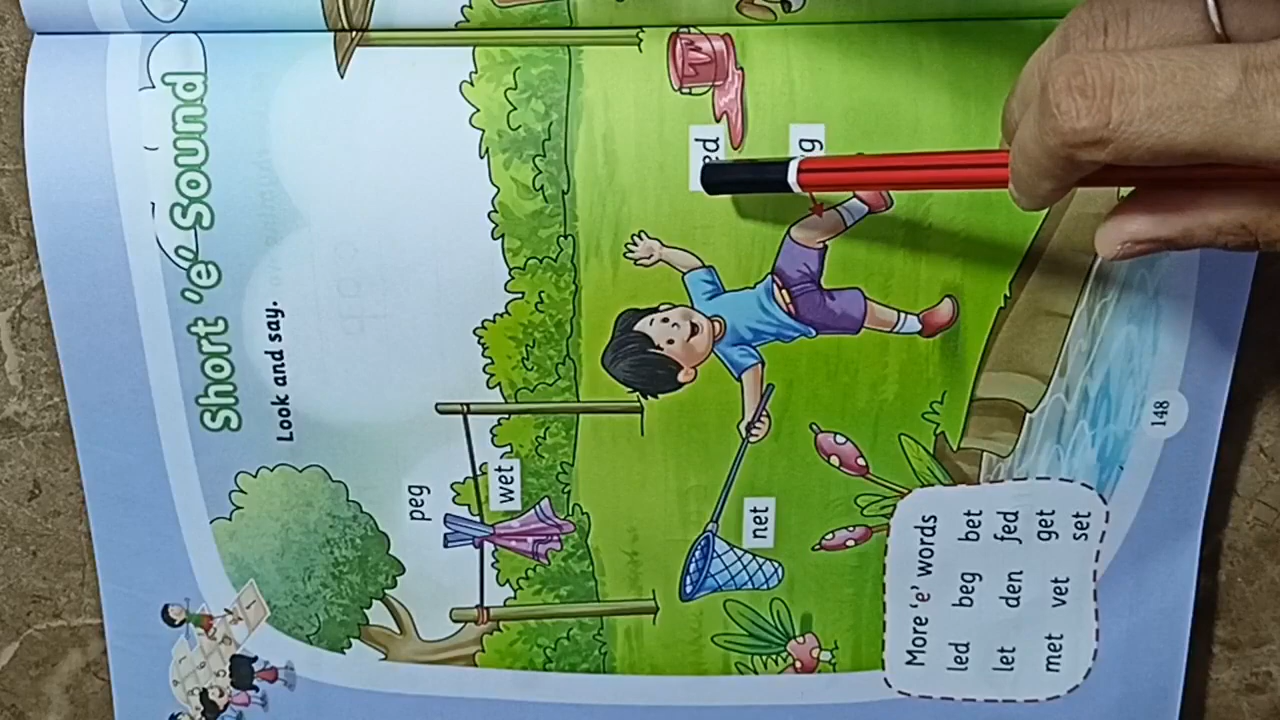 Short 'e' Sound
Look and say.
peg
wet
net
More 'e' words
led beg bet
let den fed
met vet get
set
148